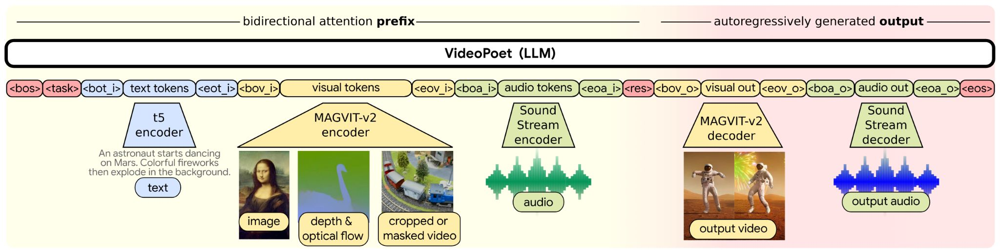 bidirectional attention prefix
autoregressively generated output
VideoPoet (LLM)
<bos> <task> <bot_i> text tokens <eot_i> <bov_i> visual tokens <eov_i> <boa_i> audio tokens <eoa_i> <res> <bov_o> visual out <eov_o> <boa_o> audio out <eoa_o> <eos>
t5
encoder
MAGVIT-v2
encoder
Sound
Stream
encoder
MAGVIT-v2
decoder
Sound
Stream
decoder
An astronaut starts dancing
on Mars. Colorful fireworks
then explode in the background.
text
image
depth &
optical flow
cropped or
masked video
audio
output video
output audio